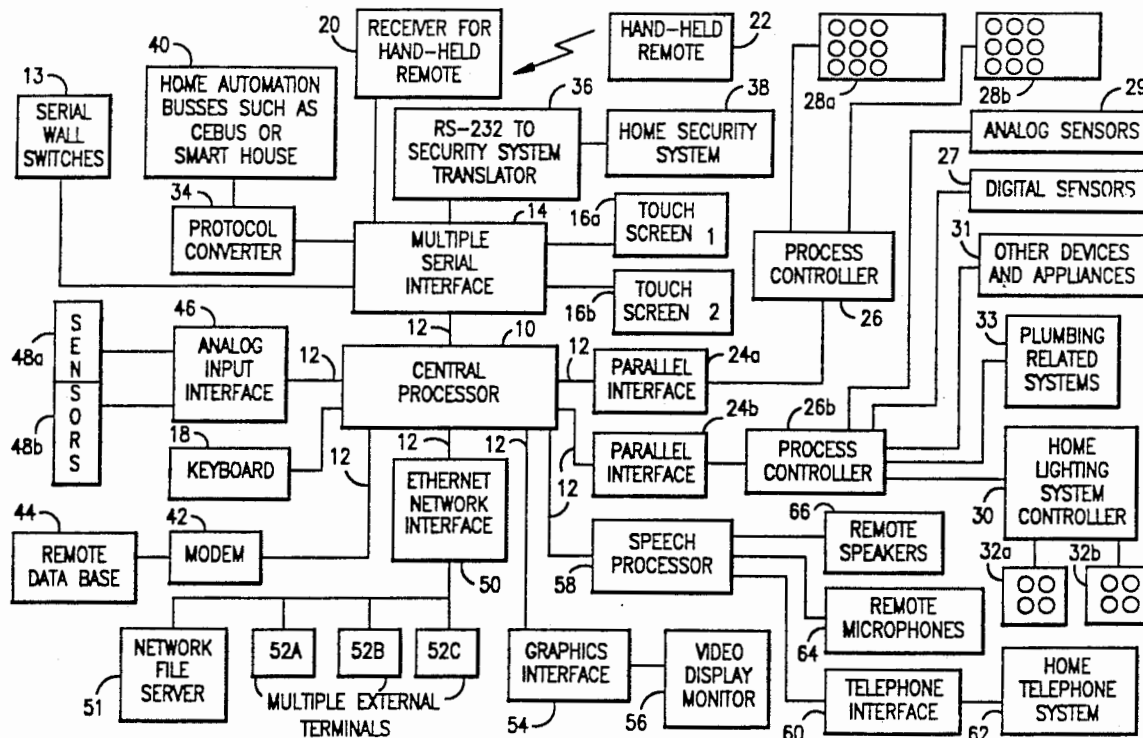 20
RECEIVER FOR
HAND-HELD
REMOTE
HAND-HELD
REMOTE
22
28a
28b
40
HOME AUTOMATION
BUSSES SUCH AS
CEBUS OR
SMART HOUSE
13
SERIAL
WALL
SWITCHES
36
RS-232 TO
SECURITY SYSTEM
TRANSLATOR
38
HOME SECURITY
SYSTEM
29
ANALOG SENSORS
27
DIGITAL SENSORS
34
PROTOCOL
CONVERTER
14
MULTIPLE
SERIAL
INTERFACE
16a
TOUCH
SCREEN 1
16b
TOUCH
SCREEN 2
PROCESS
CONTROLLER
26
31
OTHER DEVICES
AND APPLIANCES
33
PLUMBING
RELATED
SYSTEMS
48a
48b
SENSORS
46
ANALOG
INPUT
INTERFACE
12
12
10
CENTRAL
PROCESSOR
12
24a
PARALLEL
INTERFACE
24b
PARALLEL
INTERFACE
12
26b
PROCESS
CONTROLLER
18
KEYBOARD
12
12
12
12
ETHERNET
NETWORK
INTERFACE
50
HOME
LIGHTING
SYSTEM
CONTROLLER
30
32a
32b
44
REMOTE
DATA BASE
42
MODEM
SPEECH
PROCESSOR
58
66
REMOTE
SPEAKERS
REMOTE
MICROPHONES
64
NETWORK
FILE
SERVER
51
52A
52B
52C
MULTIPLE EXTERNAL
TERMINALS
GRAPHICS
INTERFACE
54
VIDEO
DISPLAY
MONITOR
56
TELEPHONE
INTERFACE
60
HOME
TELEPHONE
SYSTEM
62